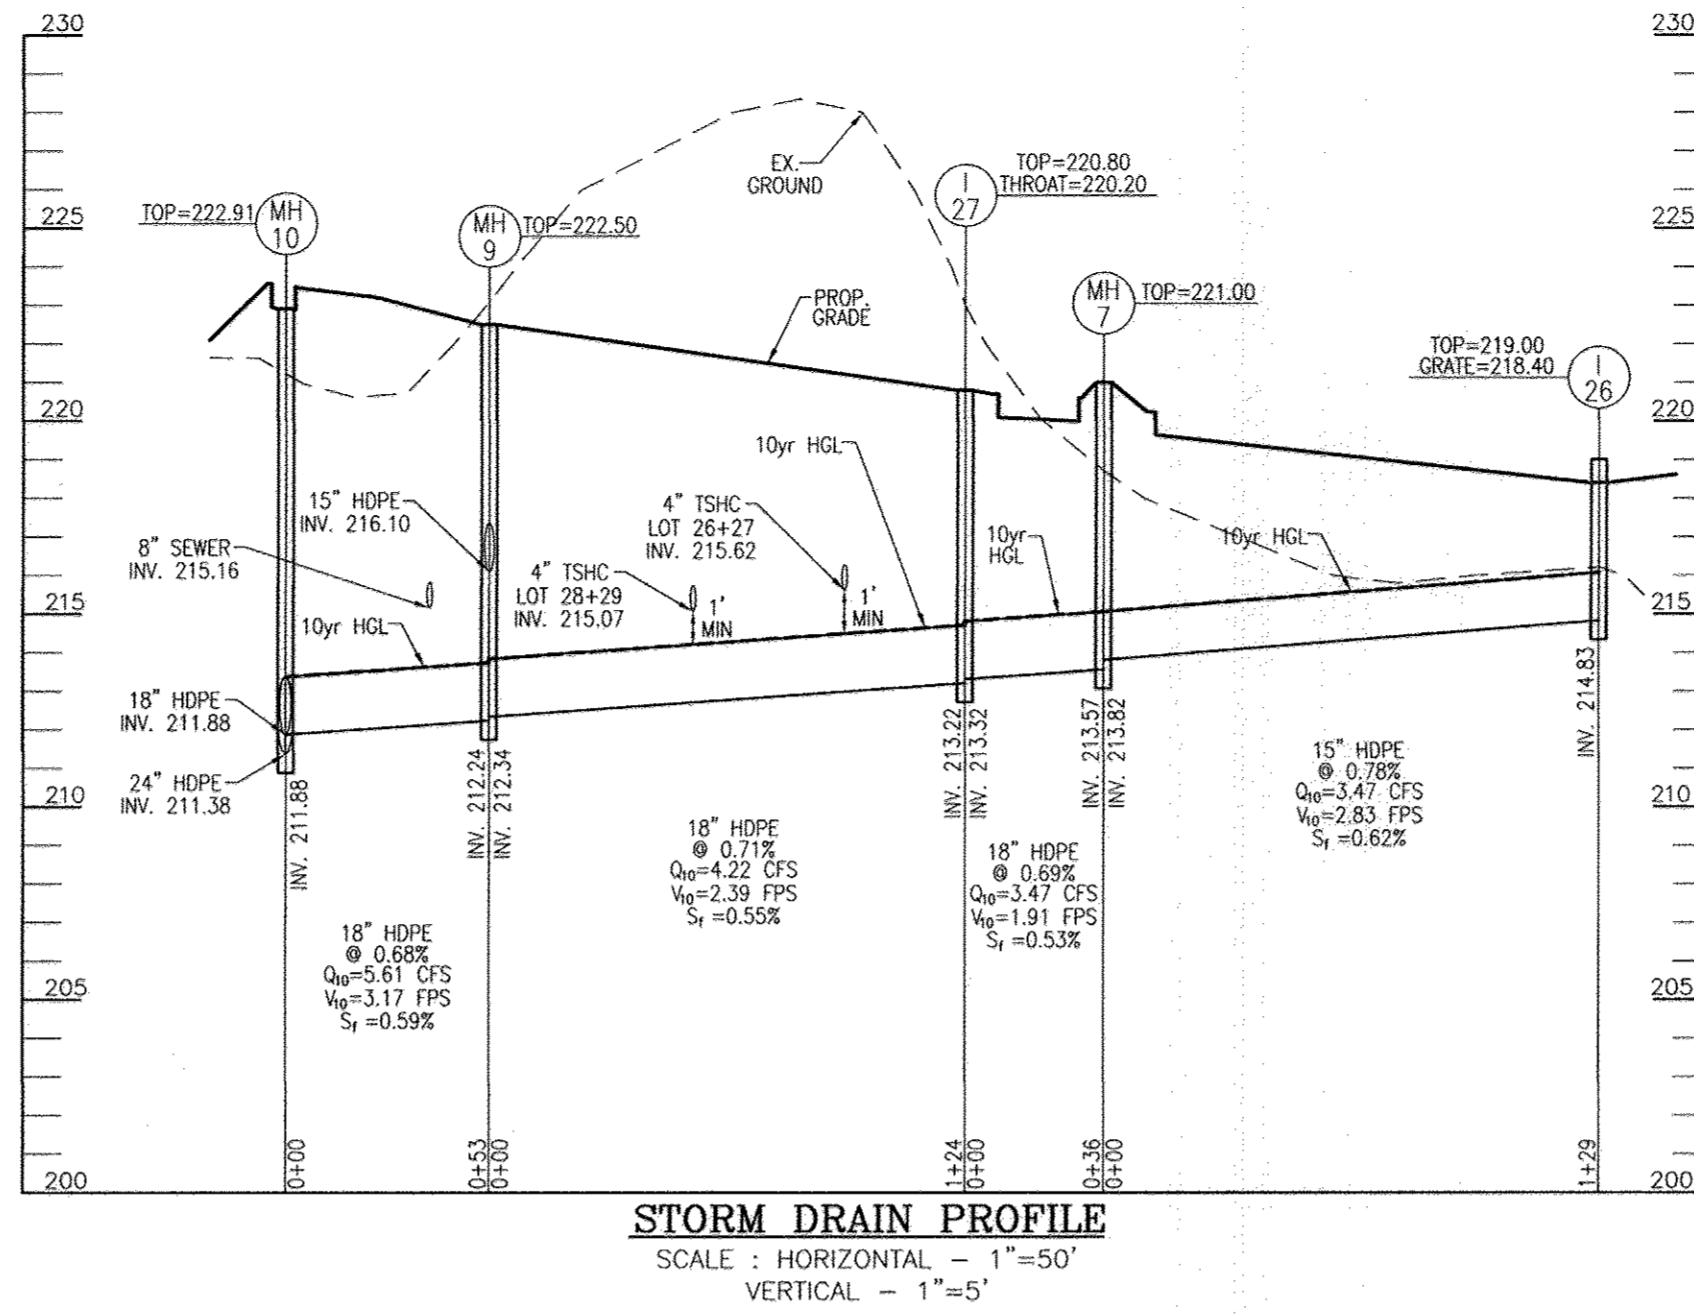 230
230
225
225
220
220
215
215
210
210
205
205
200
200
TOP=222.91
MH
10
MH
9
TOP=222.50
EX.
GROUND
I
27
TOP=220.80
THROAT=220.20
MH
7
TOP=221.00
TOP=219.00
GRATE=218.40
I
26
PROP.
GRADE
10yr HGL
15" HDPE
INV. 216.10
8" SEWER
INV. 215.16
4" TSHC
LOT 26+27
INV. 215.62
4" TSHC
LOT 28+29
INV. 215.07
1'
MIN
1'
MIN
10yr
HGL
10yr HGL
10yr HGL
18" HDPE
INV. 211.88
24" HDPE
INV. 211.38
INV. 211.88
INV. 212.24
INV. 212.34
INV. 213.22
INV. 213.32
INV. 213.57
INV. 213.82
INV. 214.83
18" HDPE
@ 0.68%
Q10=5.61 CFS
V10=3.17 FPS
Sf =0.59%
18" HDPE
@ 0.71%
Q10=4.22 CFS
V10=2.39 FPS
Sf =0.55%
18" HDPE
@ 0.69%
Q10=3.47 CFS
V10=1.91 FPS
Sf =0.53%
15" HDPE
@ 0.78%
Q10=3.47 CFS
V10=2.83 FPS
Sf =0.62%
0+00
0+53
0+00
1+24
0+00
0+36
0+00
1+29
STORM DRAIN PROFILE
SCALE : HORIZONTAL – 1"=50'
VERTICAL – 1"=5'